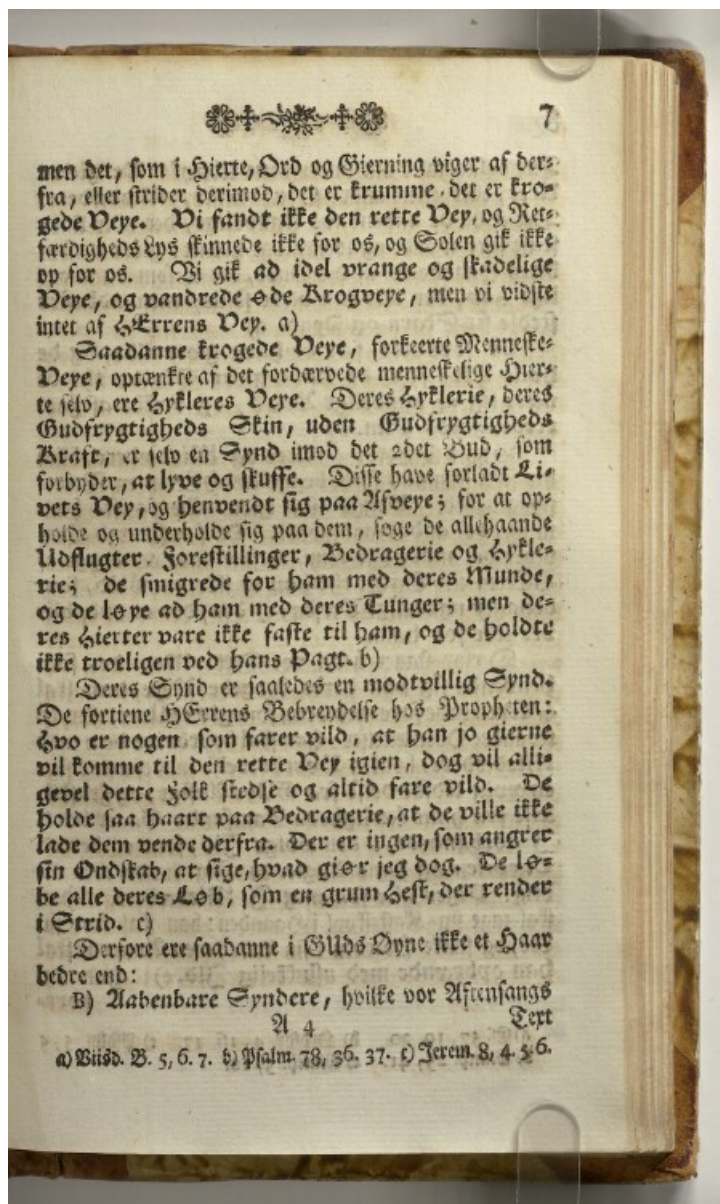 7
men det, som i Hierte, Ord og Gierning viger af der-
fra, eller strider derimod, det er krumme, det er kro-
gede Veye. Vi fandt ikke den rette Vey, og Ret-
færdigheds Lys skinnede ikke for os, og Solen gik ikke
op for os. Vi gik ad idel vrange og skadelige
Veye, og vandrede øde Krogveye, men vi vidste
intet af HErrens Vey. a)
Saadanne krogede Veye, forkeerte Menneske-
Veye, optænkte af det fordærvede menneskelige Hier-
te selv, ere Hykleres Veye. Deres Hyklerie, deres
Gudfrygtigheds Skin, uden Gudfrygtigheds
Kraft, er selv en Synd imod det 2det Bud, som
forbyder, at lyve og skuffe. Disse have forladt Li-
vets Vey, og henvendt sig paa Afveye; for at op-
holde og underholde sig paa dem, søge de allehaande
Udflugter, Forestillinger, Bedragerie og Hykle-
rie; de smigrede for ham med deres Munde,
og de løye ad ham med deres Tunger; men de-
res Hierter vare ikke faste til ham, og de holdte
ikke troeligen ved hans Pagt. b)
Deres Synd er saaledes en modtvillig Synd.
De fortiene HErrens Bebreydelse hos Propheten:
Hvo er nogen, som farer vild, at han jo gierne
vil komme til den rette Vey igien, dog vil alli-
gevel dette Folk stedse og altid fare vild. De
holde saa haart paa Bedragerie, at de ville ikke
lade dem vende derfra. Der er ingen, som angrer
sin Ondskab, at sige, hvad giør jeg dog. De lø-
be alle deres Løb, som en grum Hest, der render
i Strid. c)
Derfore ere saadanne i GUds Øyne ikke et Haar
bedre end:
B) Aabenbare Syndere, hvilke vor Aftensangs
A 4 Text
a) Viisd. B. 5, 6. 7. b) Psalm. 78, 36. 37. c) Jerem. 8, 4. 5. 6.